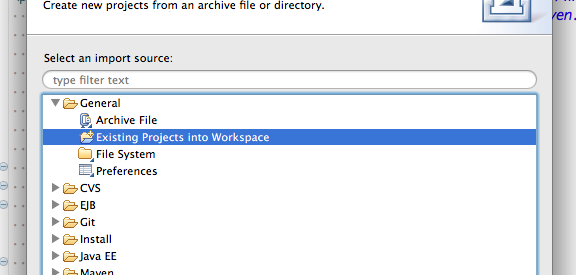 Create new projects from an archive file or directory.
Select an import source:
type filter text
General
Archive File
Existing Projects into Workspace
File System
Preferences
CVS
EJB
Git
Install
Java EE
Maven